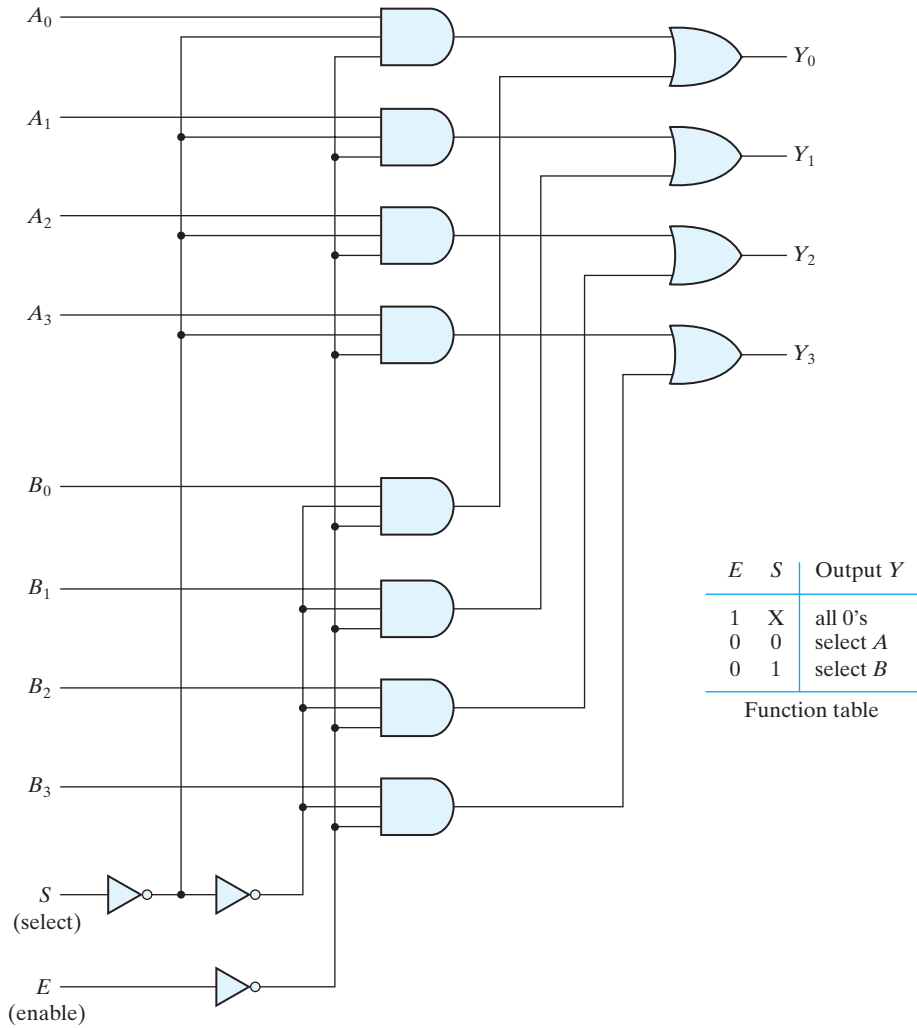 A₀
Y₀
A₁
Y₁
A₂
Y₂
A₃
Y₃
B₀
B₁
B₂
B₃
S
(select)
E
(enable)
E S Output Y
1 X all 0's
0 0 select A
0 1 select B
Function table